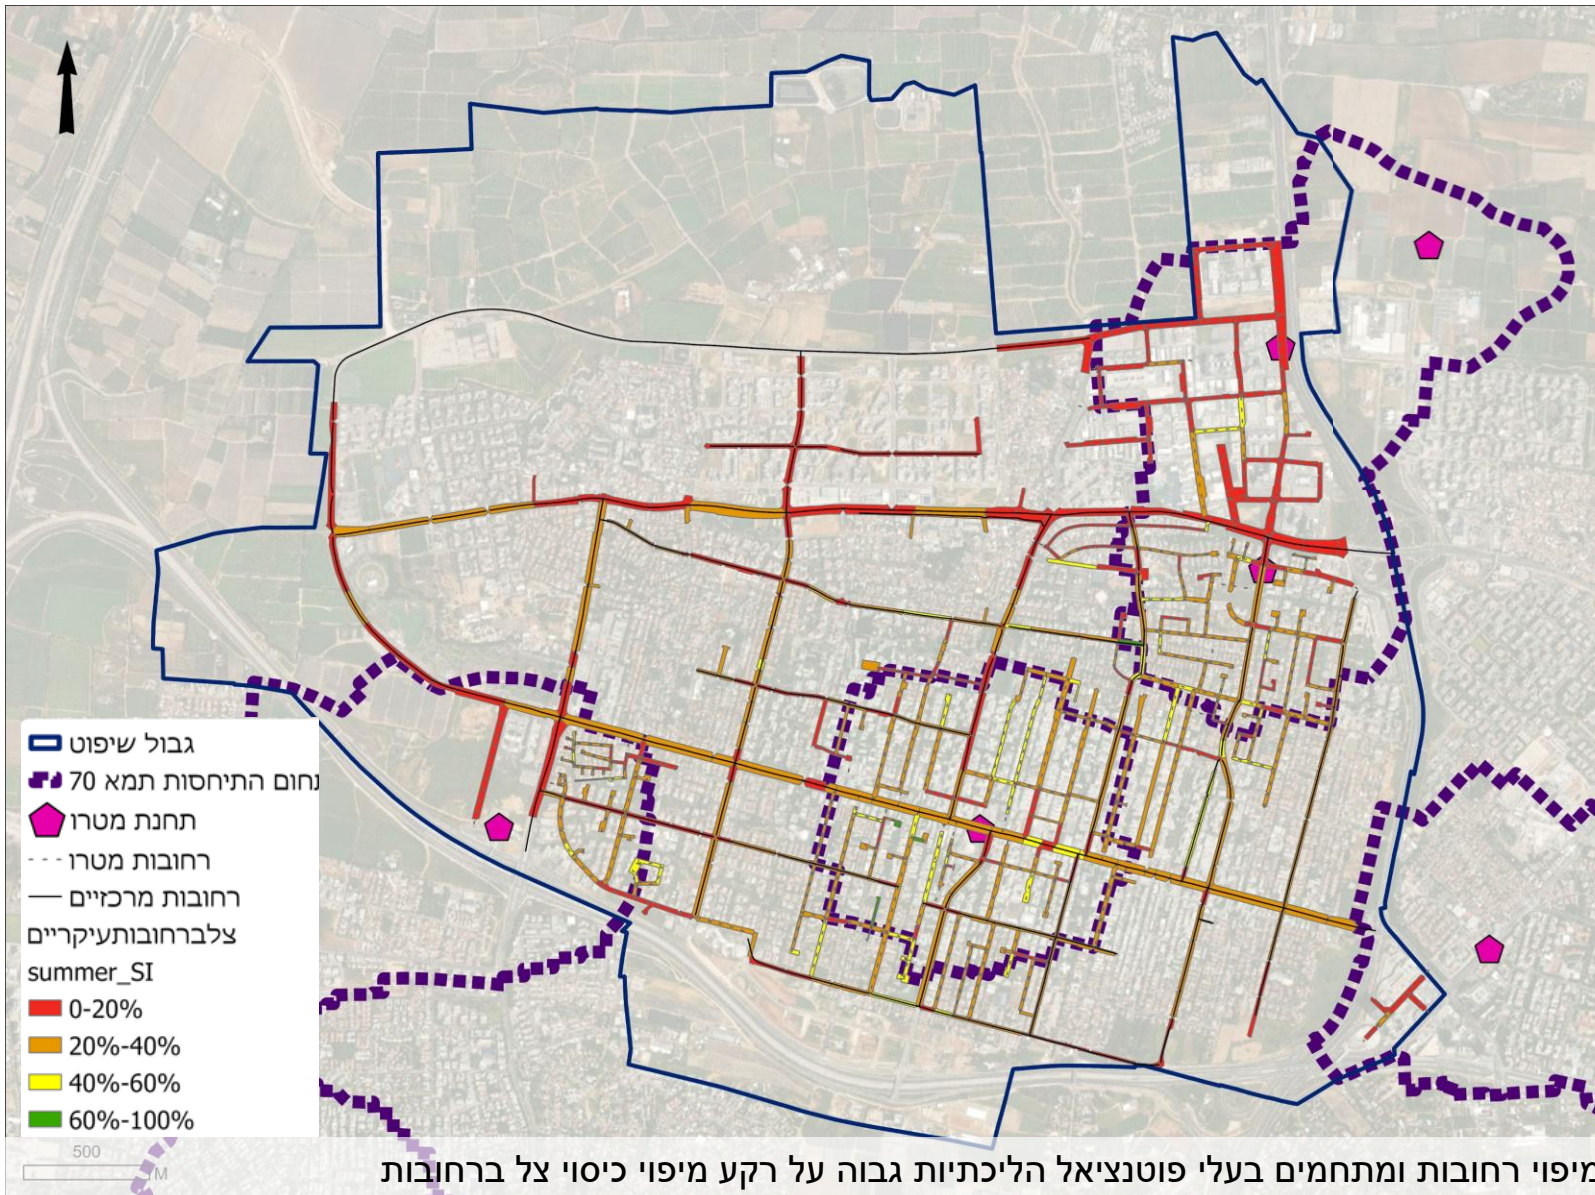 גבול שיפוט
תחום התיחסות תמא 70
תחנת מטרו
רחובות מטרו
רחובות מרכזיים
צלברחובותעיקריים
summer_SI
0-20%
20%-40%
40%-60%
60%-100%
500
M
מיפוי רחובות ומתחמים בעלי פוטנציאל הליכתיות גבוה על רקע מיפוי כיסוי צל ברחובות